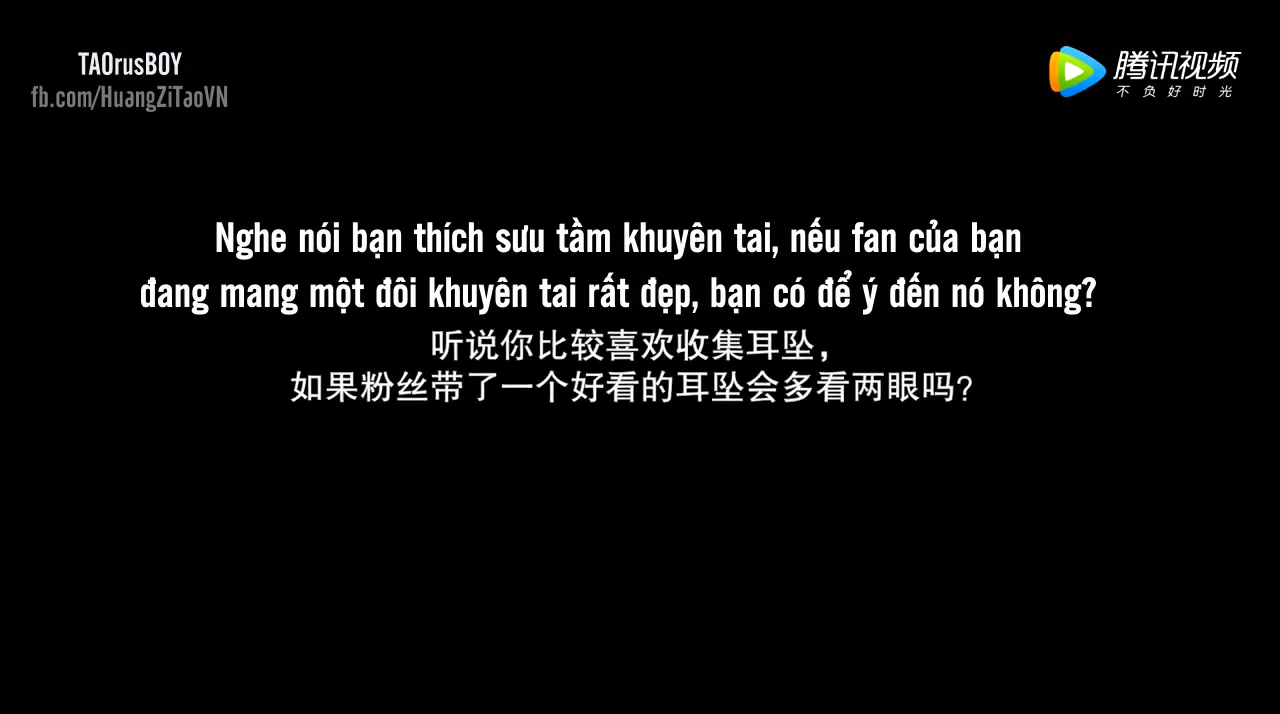 TAOrusBOY
fb.com/HuangZiTaoVN
腾讯视频
不负好时光
Nghe nói bạn thích sưu tầm khuyên tai, nếu fan của bạn
đang mang một đôi khuyên tai rất đẹp, bạn có để ý đến nó không?
听说你比较喜欢收集耳坠，
如果粉丝带了一个好看的耳坠会多看两眼吗?